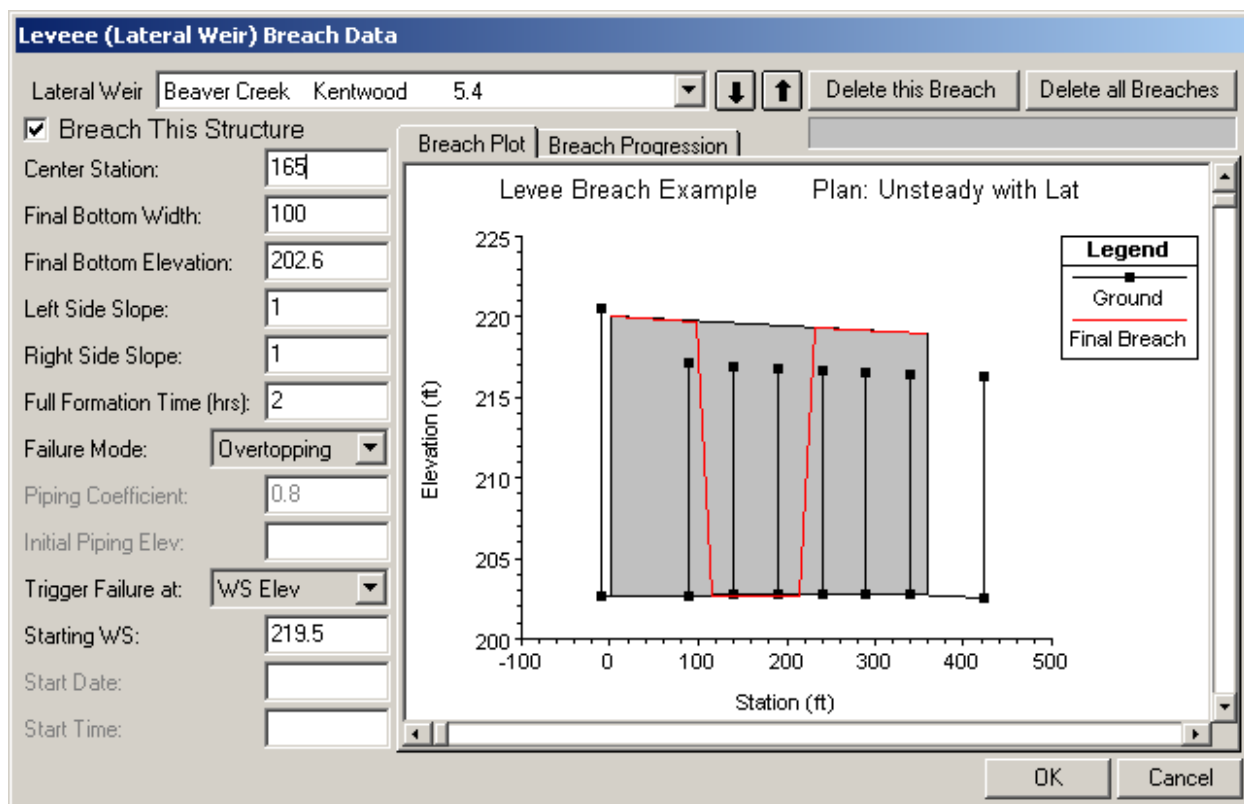 Leveee (Lateral Weir) Breach Data
Lateral Weir Beaver Creek Kentwood 5.4 Delete this Breach Delete all Breaches
Breach This Structure
Breach Plot Breach Progression
Center Station: 165
Final Bottom Width: 100
Final Bottom Elevation: 202.6
Left Side Slope: 1
Right Side Slope: 1
Full Formation Time (hrs): 2
Failure Mode: Overtopping
Piping Coefficient: 0.8
Initial Piping Elev:
Trigger Failure at: WS Elev
Starting WS: 219.5
Start Date:
Start Time:
Levee Breach Example Plan: Unsteady with Lat
225
220
215
210
205
200
Elevation (ft)
-100 0 100 200 300 400 500
Station (ft)
Legend
Ground
Final Breach
OK Cancel